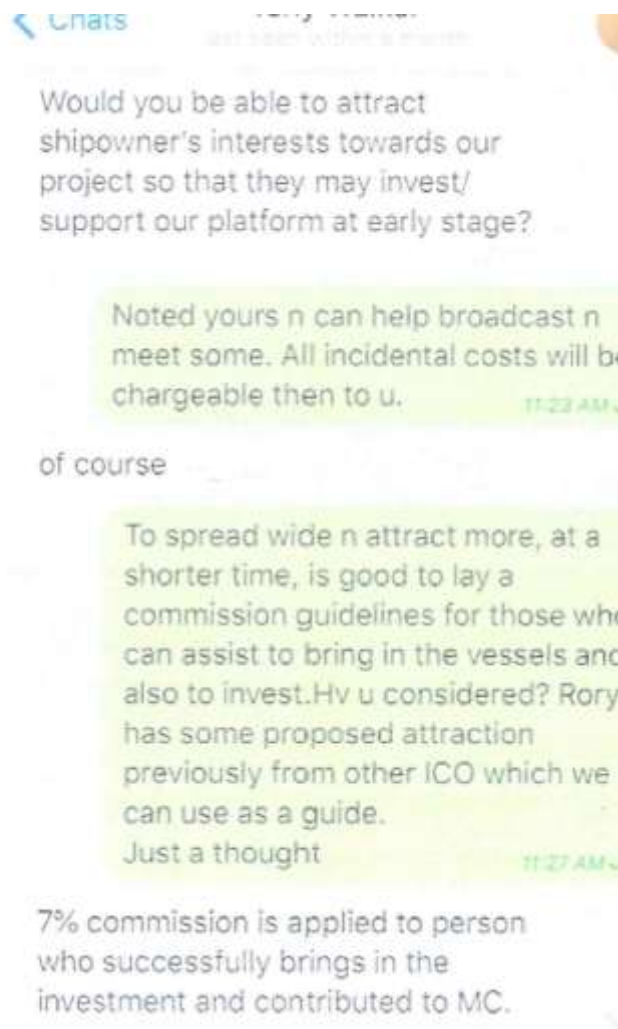 Chats
Would you be able to attract
shipowner's interests towards our
project so that they may invest/
support our platform at early stage?
Noted yours n can help broadcast n
meet some. All incidental costs will be
chargeable then to u.
11:23 AM
of course
To spread wide n attract more, at a
shorter time, is good to lay a
commission guidelines for those who
can assist to bring in the vessels and
also to invest.Hv u considered? Rory
has some proposed attraction
previously from other ICO which we
can use as a guide.
Just a thought
11:27 AM
7% commission is applied to person
who successfully brings in the
investment and contributed to MC.